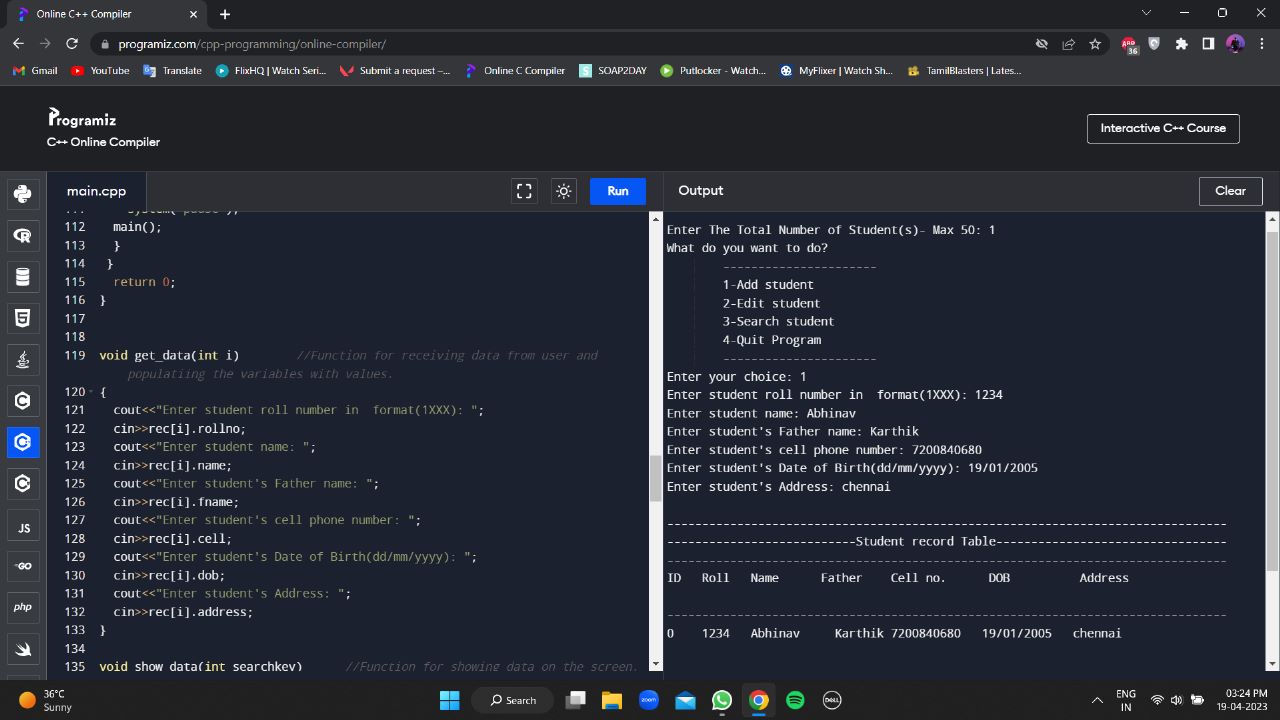 Online C++ Compiler
programiz.com/cpp-programming/online-compiler/
36
Gmail YouTube Translate FlixHQ | Watch Seri... Submit a request –... Online C Compiler SOAP2DAY Putlocker - Watch... MyFlixer | Watch Sh... TamilBlasters | Lates...
Programiz
C++ Online Compiler
Interactive C++ Course
main.cpp
Run
Output
Clear
112 main();
113 }
114 }
115 return 0;
116 }
117
118
119 void get_data(int i) //Function for receiving data from user and
populatiing the variables with values.
120 {
121 cout<<"Enter student roll number in  format(1XXX): ";
122 cin>>rec[i].rollno;
123 cout<<"Enter student name: ";
124 cin>>rec[i].name;
125 cout<<"Enter student's Father name: ";
126 cin>>rec[i].fname;
127 cout<<"Enter student's cell phone number: ";
128 cin>>rec[i].cell;
129 cout<<"Enter student's Date of Birth(dd/mm/yyyy): ";
130 cin>>rec[i].dob;
131 cout<<"Enter student's Address: ";
132 cin>>rec[i].address;
133 }
134
135 void show_data(int searchkey) //Function for showing data on the screen.
Enter The Total Number of Student(s)- Max 50: 1
What do you want to do?
----------------------
1-Add student
2-Edit student
3-Search student
4-Quit Program
----------------------
Enter your choice: 1
Enter student roll number in  format(1XXX): 1234
Enter student name: Abhinav
Enter student's Father name: Karthik
Enter student's cell phone number: 7200840680
Enter student's Date of Birth(dd/mm/yyyy): 19/01/2005
Enter student's Address: chennai
--------------------------------------------------------------------------------
---------------------------Student record Table---------------------------------
--------------------------------------------------------------------------------
ID Roll Name Father Cell no. DOB Address
--------------------------------------------------------------------------------
0 1234 Abhinav Karthik 7200840680 19/01/2005 chennai
JS
GO
php
36°C
Sunny
Search
zoom
DELL
ENG
IN
03:24 PM
19-04-2023